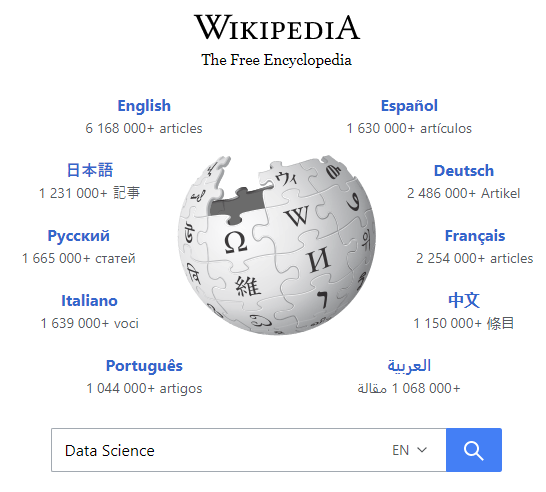 WIKIPEDIA
The Free Encyclopedia
English
6 168 000+ articles
Español
1 630 000+ artículos
日本語
1 231 000+ 記事
Deutsch
2 486 000+ Artikel
Русский
1 665 000+ статей
Français
2 254 000+ articles
Italiano
1 639 000+ voci
中文
1 150 000+ 條目
Português
1 044 000+ artigos
العربية
1 068 000+ مقالة
Ω
W
И
維
Data Science
EN